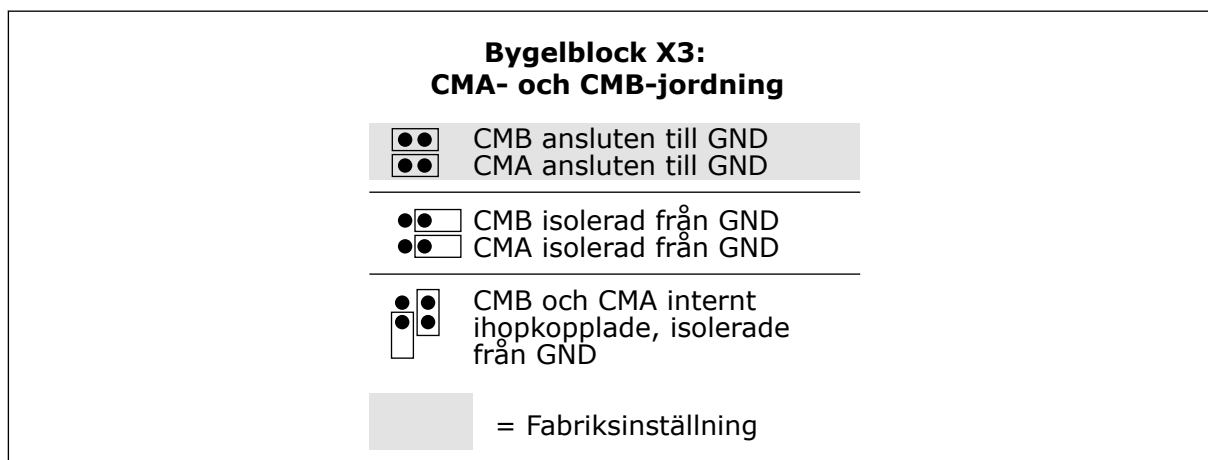 Bygelblock X3:
CMA- och CMB-jordning
CMB ansluten till GND
CMA ansluten till GND
CMB isolerad från GND
CMA isolerad från GND
CMB och CMA internt
ihopkopplade, isolerade
från GND
= Fabriksinställning